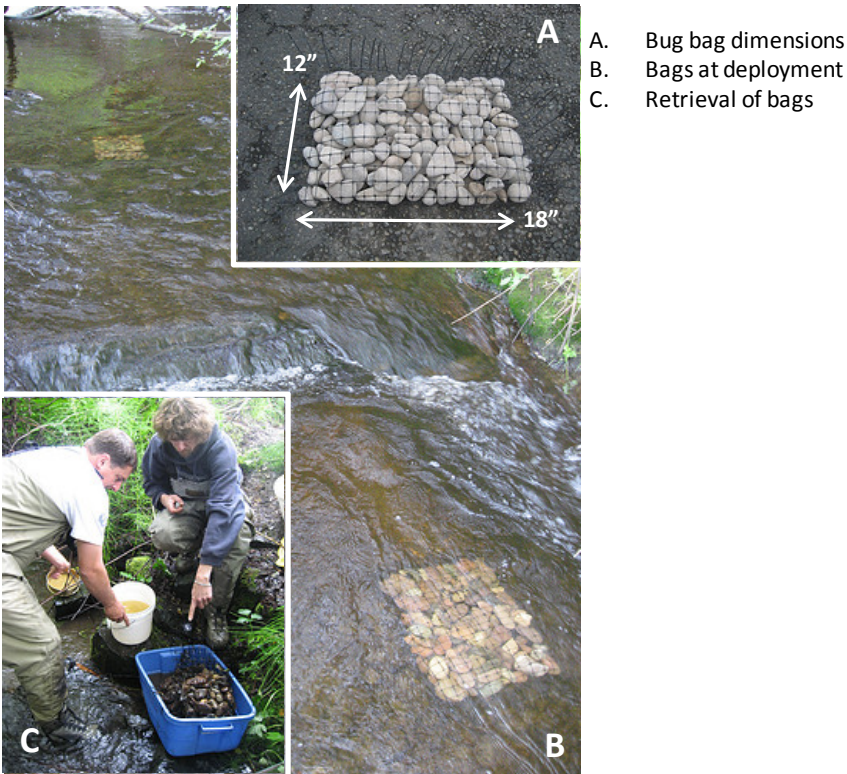 A
12”
18”
C
B
A. Bug bag dimensions
B. Bags at deployment
C. Retrieval of bags